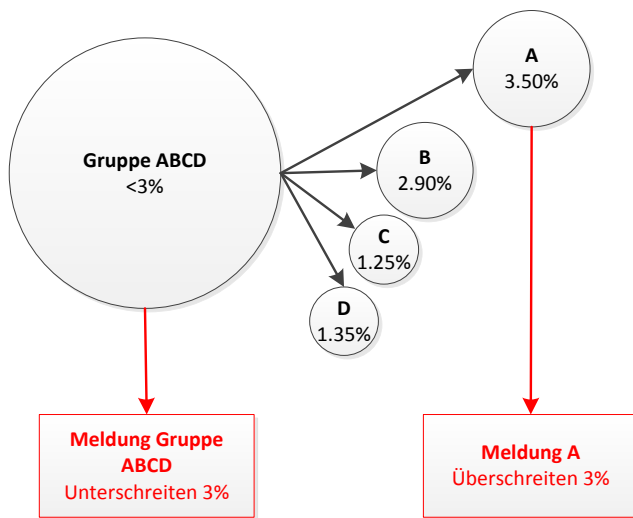 A
3.50%
Gruppe ABCD
<3%
B
2.90%
C
1.25%
D
1.35%
Meldung Gruppe
ABCD
Unterschreiten 3%
Meldung A
Überschreiten 3%